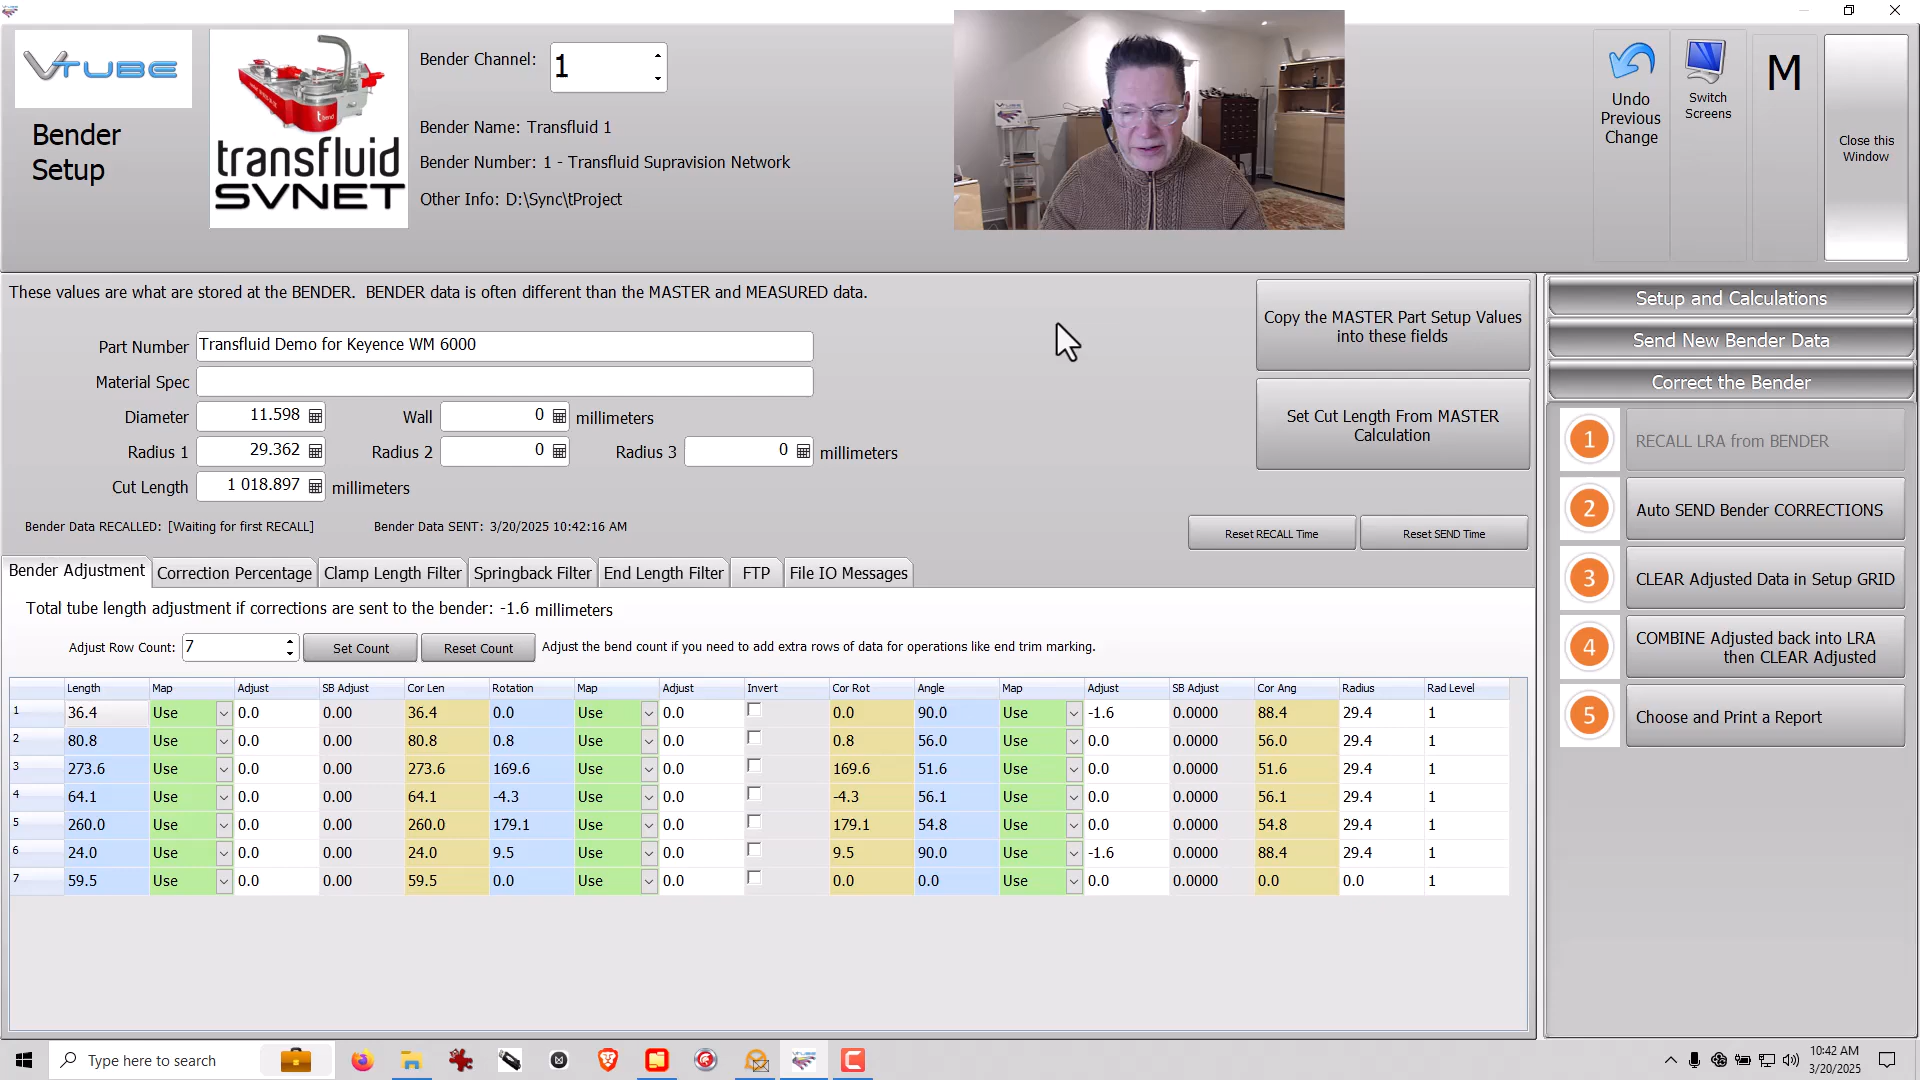 VTUBE
Bender
Setup
t bend
transfluid
SVNET
Bender Channel: 1
Bender Name: Transfluid 1
Bender Number: 1 - Transfluid Supravision Network
Other Info: D:\Sync\tProject
Undo
Previous
Change
Switch
Screens
M
Close this
Window
These values are what are stored at the BENDER. BENDER data is often different than the MASTER and MEASURED data.
Part Number Transfluid Demo for Keyence WM 6000
Material Spec
Diameter 11.598 Wall 0 millimeters
Radius 1 29.362 Radius 2 0 Radius 3 0 millimeters
Cut Length 1 018.897 millimeters
Copy the MASTER Part Setup Values
into these fields
Set Cut Length From MASTER
Calculation
Bender Data RECALLED: [Waiting for first RECALL] Bender Data SENT: 3/20/2025 10:42:16 AM
Reset RECALL Time Reset SEND Time
Bender Adjustment Correction Percentage Clamp Length Filter Springback Filter End Length Filter FTP File IO Messages
Total tube length adjustment if corrections are sent to the bender: -1.6 millimeters
Adjust Row Count: 7 Set Count Reset Count Adjust the bend count if you need to add extra rows of data for operations like end trim marking.
Length Map Adjust SB Adjust Cor Len Rotation Map Adjust Invert Cor Rot Angle Map Adjust SB Adjust Cor Ang Radius Rad Level
1 36.4 Use 0.0 0.00 36.4 0.0 Use 0.0 0.0 90.0 Use -1.6 0.0000 88.4 29.4 1
2 80.8 Use 0.0 0.00 80.8 0.8 Use 0.0 0.8 56.0 Use 0.0 0.0000 56.0 29.4 1
3 273.6 Use 0.0 0.00 273.6 169.6 Use 0.0 169.6 51.6 Use 0.0 0.0000 51.6 29.4 1
4 64.1 Use 0.0 0.00 64.1 -4.3 Use 0.0 -4.3 56.1 Use 0.0 0.0000 56.1 29.4 1
5 260.0 Use 0.0 0.00 260.0 179.1 Use 0.0 179.1 54.8 Use 0.0 0.0000 54.8 29.4 1
6 24.0 Use 0.0 0.00 24.0 9.5 Use 0.0 9.5 90.0 Use -1.6 0.0000 88.4 29.4 1
7 59.5 Use 0.0 0.00 59.5 0.0 Use 0.0 0.0 0.0 Use 0.0 0.0000 0.0 0.0 1
Setup and Calculations
Send New Bender Data
Correct the Bender
1 RECALL LRA from BENDER
2 Auto SEND Bender CORRECTIONS
3 CLEAR Adjusted Data in Setup GRID
4 COMBINE Adjusted back into LRA
then CLEAR Adjusted
5 Choose and Print a Report
Type here to search
10:42 AM
3/20/2025